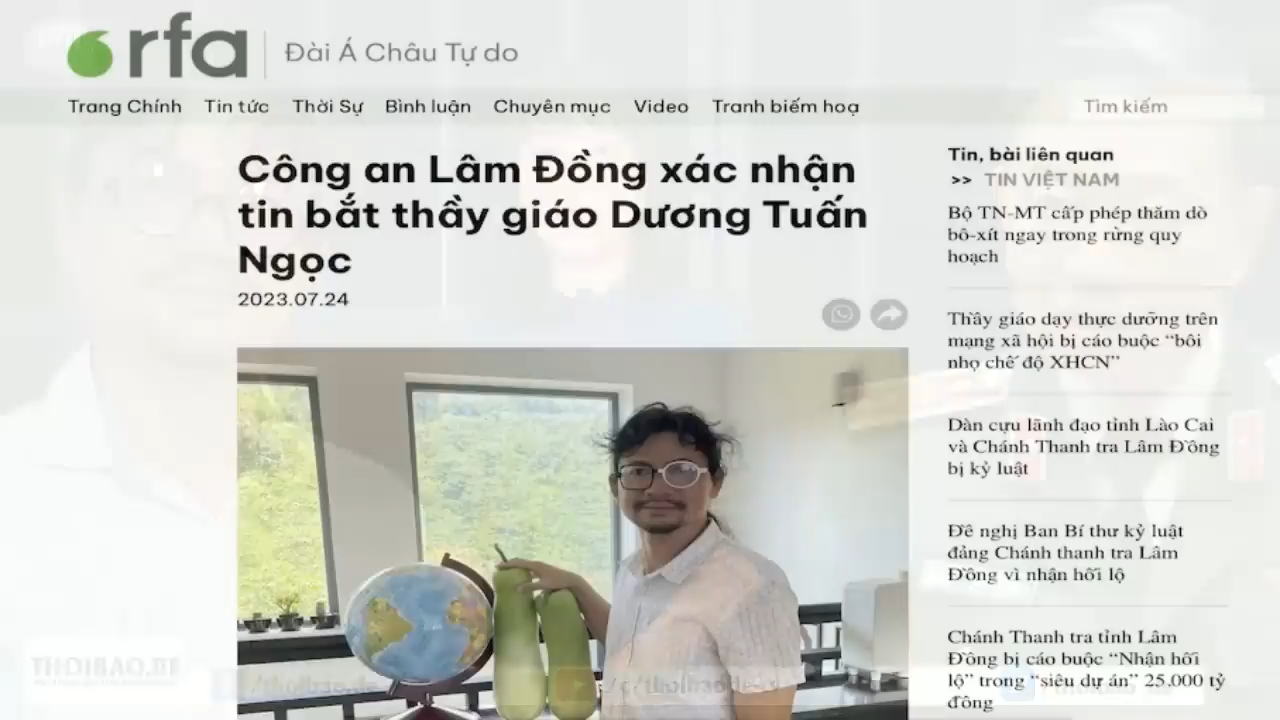 rfa
Đài Á Châu Tự do
Trang Chính Tin tức Thời Sự Bình luận Chuyên mục Video Tranh biếm hoạ
Tìm kiếm
Công an Lâm Đồng xác nhận
tin bắt thầy giáo Dương Tuấn
Ngọc
2023.07.24
Tin, bài liên quan
>> TIN VIỆT NAM
Bộ TN-MT cấp phép thăm dò
bô-xít ngay trong rừng quy
hoạch
Thầy giáo dạy thực dưỡng trên
mạng xã hội bị cáo buộc “bôi
nhọ chế độ XHCN”
Dàn cựu lãnh đạo tỉnh Lào Cai
và Chánh Thanh tra Lâm Đồng
bị kỷ luật
Đề nghị Ban Bí thư kỷ luật
đảng Chánh thanh tra Lâm
Đồng vì nhận hối lộ
Chánh Thanh tra tỉnh Lâm
Đồng bị cáo buộc “Nhận hối
lộ” trong “siêu dự án” 25.000 tỷ
đồng
THOIBAO.DE